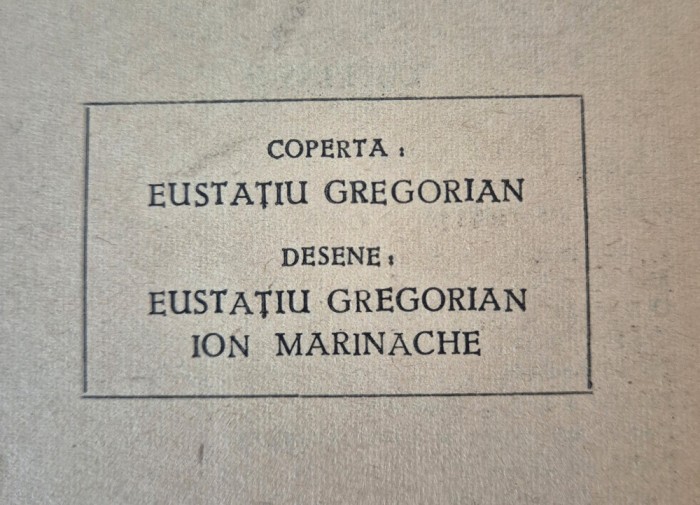 COPERTA :
EUSTAȚIU GREGORIAN
DESENE :
EUSTAȚIU GREGORIAN
ION MARINACHE